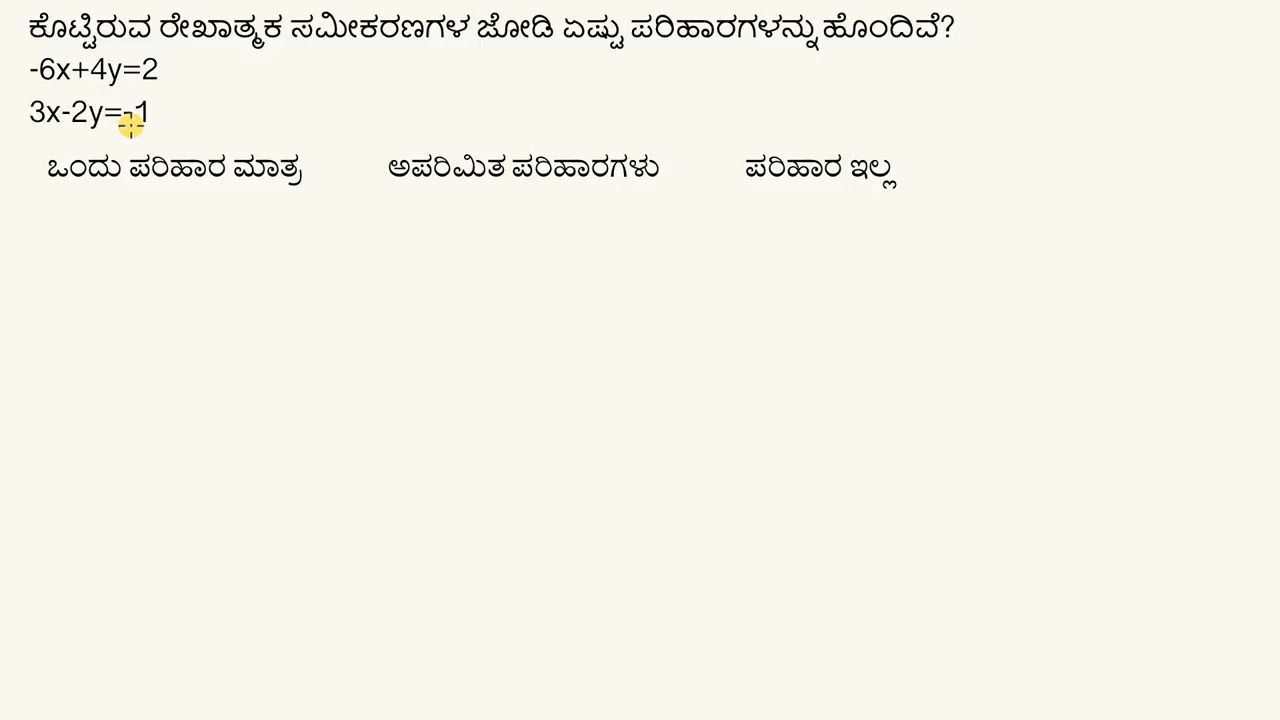 ಕೊಟ್ಟಿರುವ ರೇಖಾತ್ಮಕ ಸಮೀಕರಣಗಳ ಜೋಡಿ ಏಷ್ಟು ಪರಿಹಾರಗಳನ್ನು ಹೊಂದಿವೆ?
-6x+4y=2
3x-2y=-1
ಒಂದು ಪರಿಹಾರ ಮಾತ್ರ ಅಪರಿಮಿತ ಪರಿಹಾರಗಳು ಪರಿಹಾರ ಇಲ್ಲ